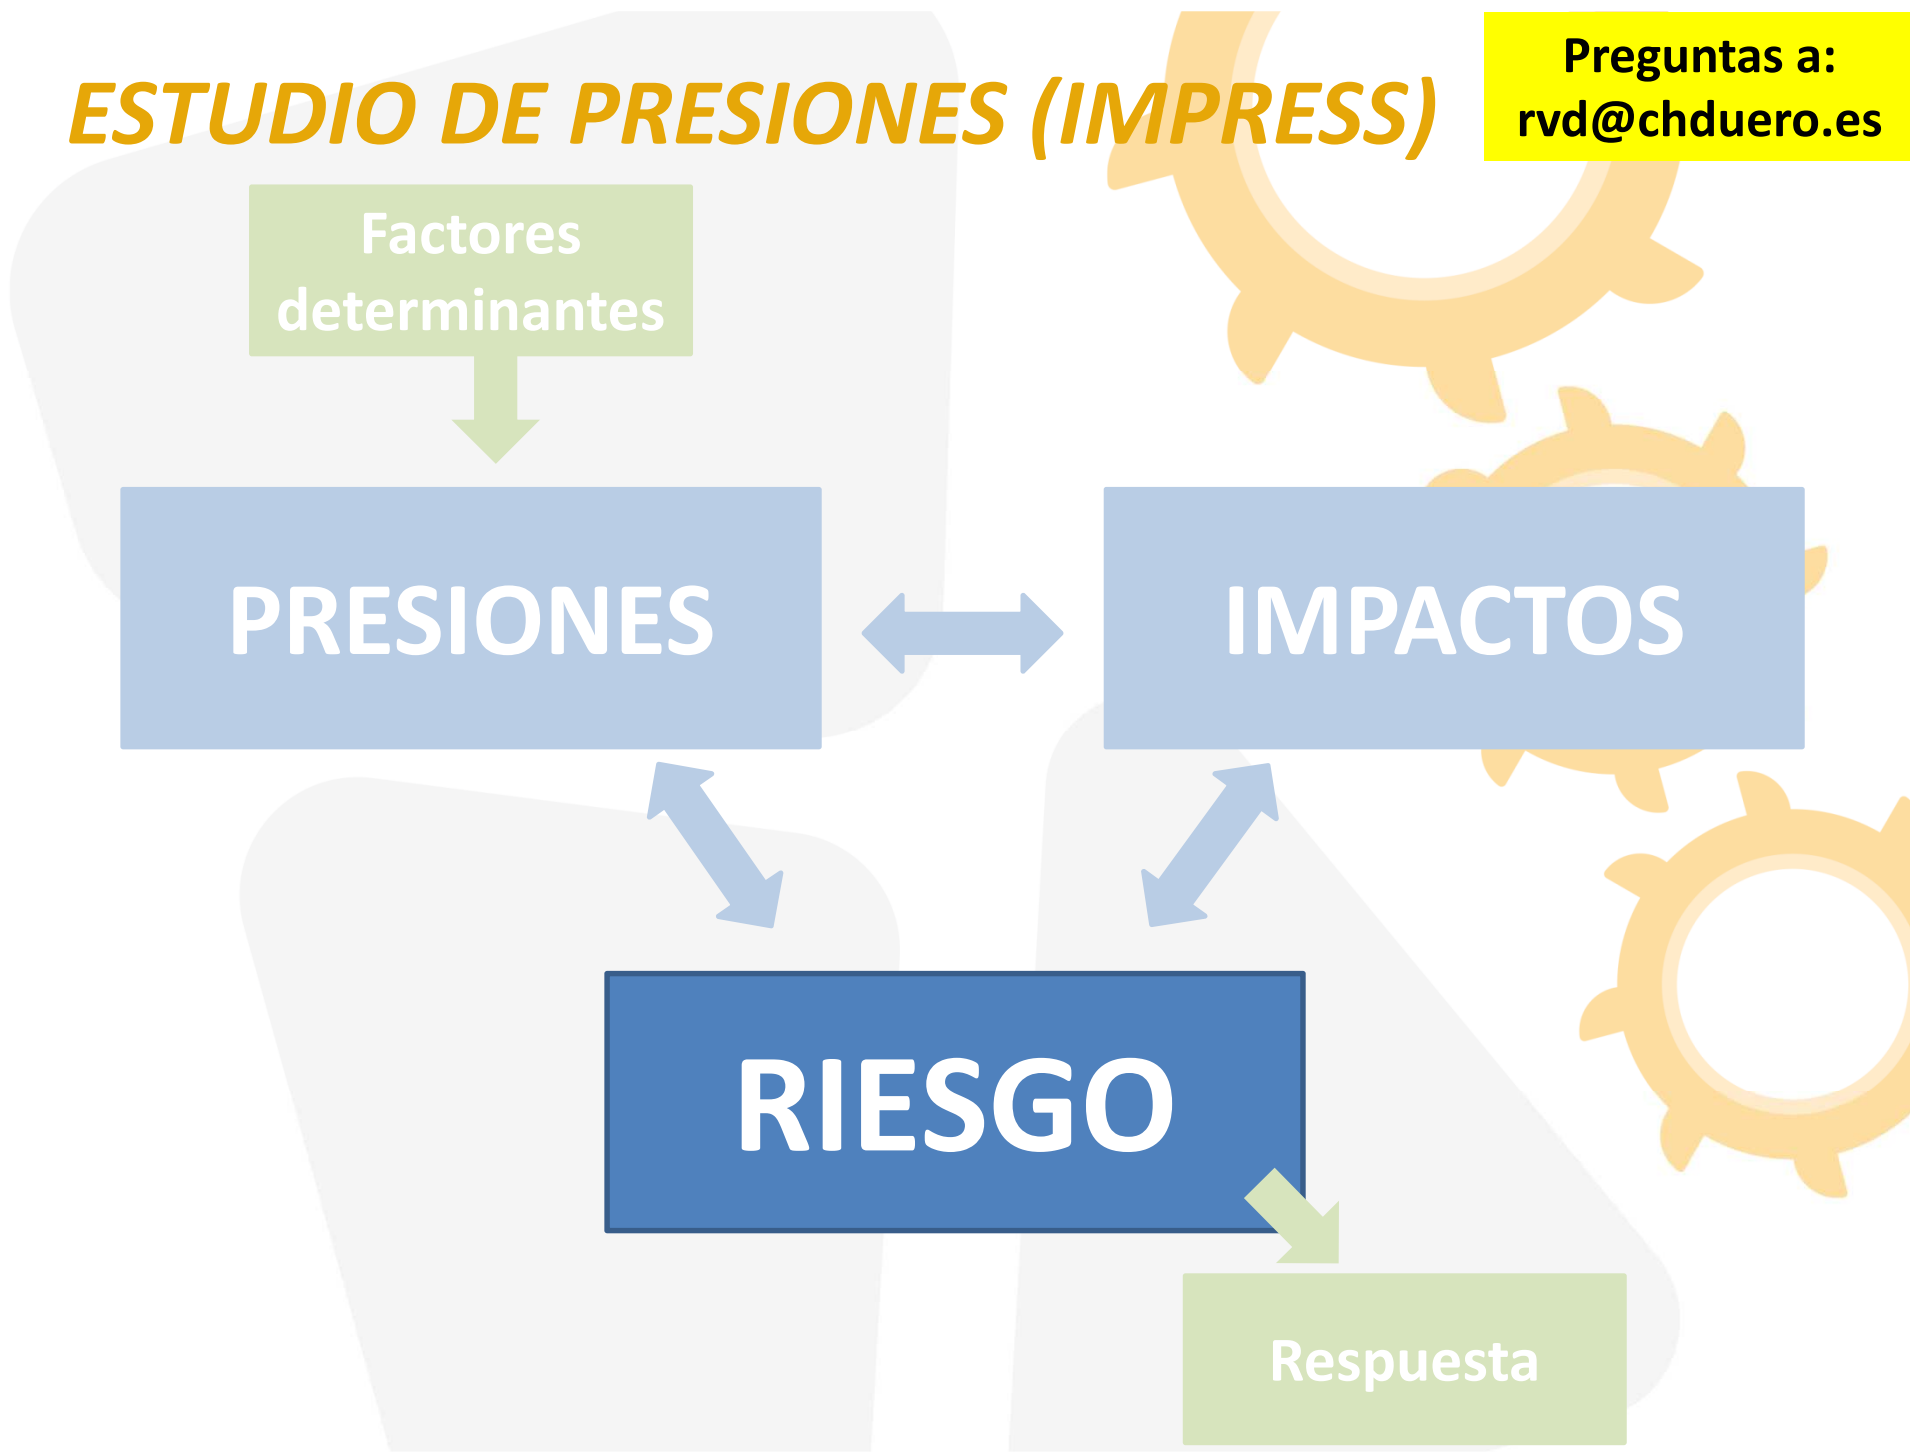 ESTUDIO DE PRESIONES (IMPRESS)
Preguntas a:
rvd@chduero.es
Factores
determinantes
PRESIONES
IMPACTOS
RIESGO
Respuesta